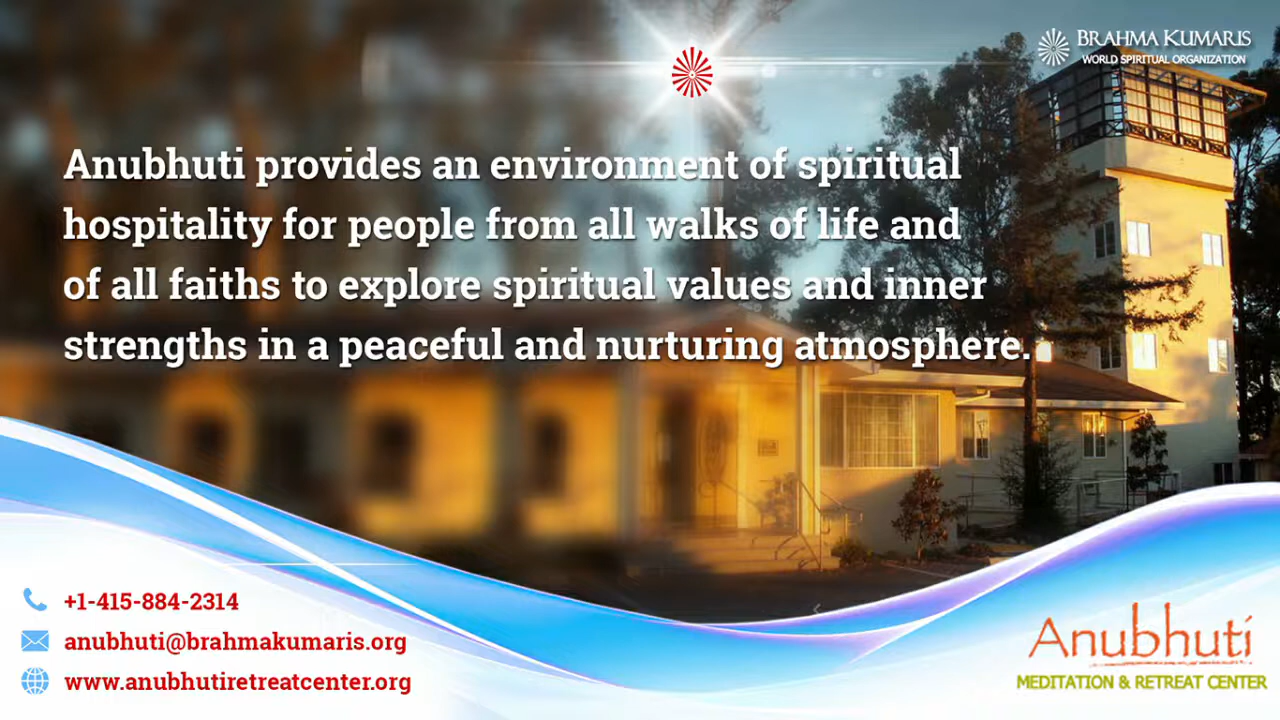 BRAHMA KUMARIS
WORLD SPIRITUAL ORGANIZATION
Anubhuti provides an environment of spiritual
hospitality for people from all walks of life and
of all faiths to explore spiritual values and inner
strengths in a peaceful and nurturing atmosphere.
+1-415-884-2314
anubhuti@brahmakumaris.org
www.anubhutiretreatcenter.org
Anubhuti
MEDITATION & RETREAT CENTER